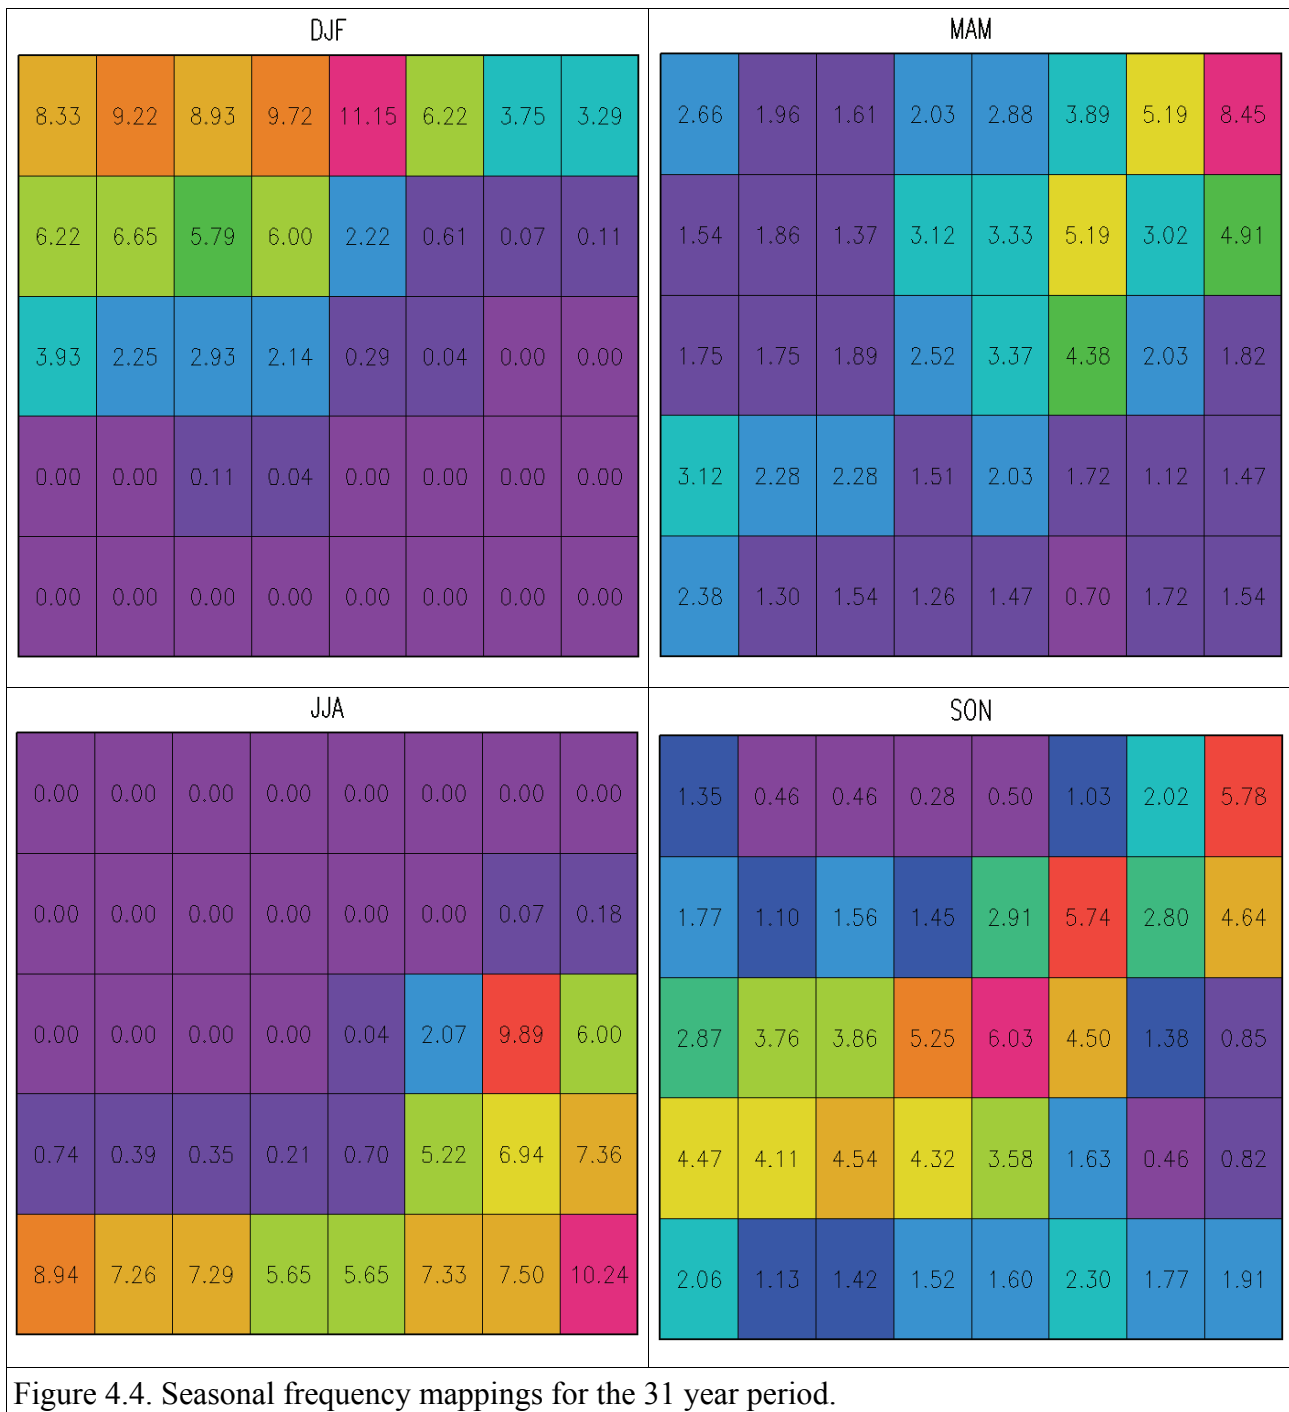 DJF
8.33 9.22 8.93 9.72 11.15 6.22 3.75 3.29
6.22 6.65 5.79 6.00 2.22 0.61 0.07 0.11
3.93 2.25 2.93 2.14 0.29 0.04 0.00 0.00
0.00 0.00 0.11 0.04 0.00 0.00 0.00 0.00
0.00 0.00 0.00 0.00 0.00 0.00 0.00 0.00
MAM
2.66 1.96 1.61 2.03 2.88 3.89 5.19 8.45
1.54 1.86 1.37 3.12 3.33 5.19 3.02 4.91
1.75 1.75 1.89 2.52 3.37 4.38 2.03 1.82
3.12 2.28 2.28 1.51 2.03 1.72 1.12 1.47
2.38 1.30 1.54 1.26 1.47 0.70 1.72 1.54
JJA
0.00 0.00 0.00 0.00 0.00 0.00 0.00 0.00
0.00 0.00 0.00 0.00 0.00 0.00 0.07 0.18
0.00 0.00 0.00 0.00 0.04 2.07 9.89 6.00
0.74 0.39 0.35 0.21 0.70 5.22 6.94 7.36
8.94 7.26 7.29 5.65 5.65 7.33 7.50 10.24
SON
1.35 0.46 0.46 0.28 0.50 1.03 2.02 5.78
1.77 1.10 1.56 1.45 2.91 5.74 2.80 4.64
2.87 3.76 3.86 5.25 6.03 4.50 1.38 0.85
4.47 4.11 4.54 4.32 3.58 1.63 0.46 0.82
2.06 1.13 1.42 1.52 1.60 2.30 1.77 1.91
Figure 4.4. Seasonal frequency mappings for the 31 year period.